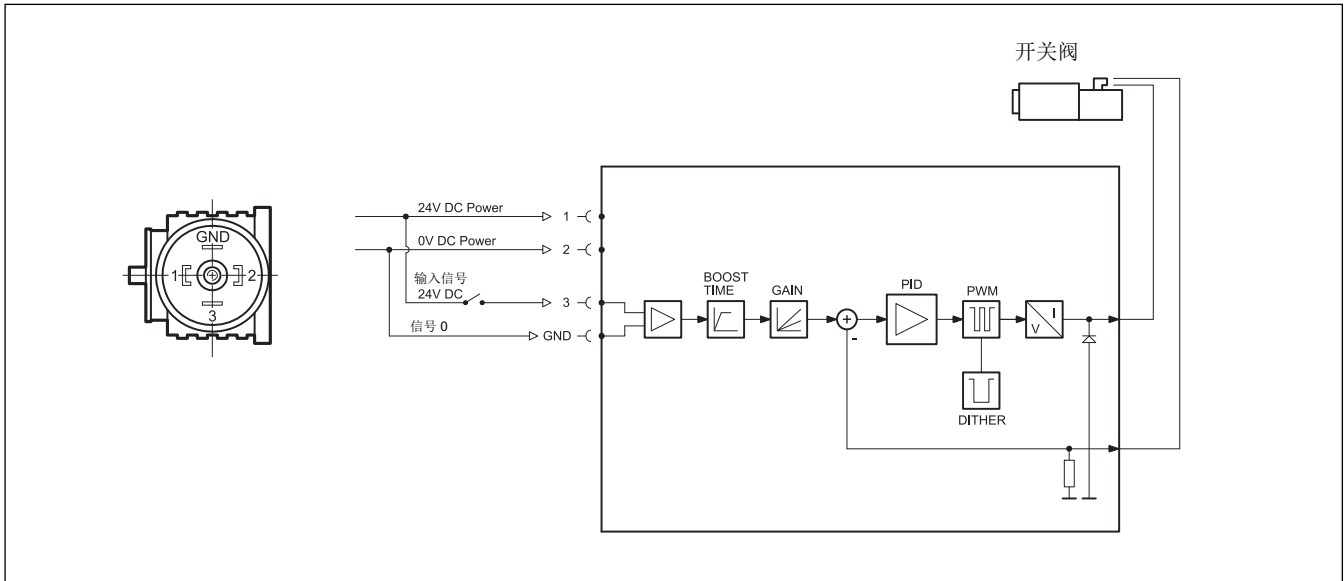 开关阀
GND
1
2
3
24V DC Power
1
0V DC Power
2
输入信号
24V DC
3
信号 0
GND
BOOST
TIME
GAIN
PID
PWM
I
V
+
-
DITHER